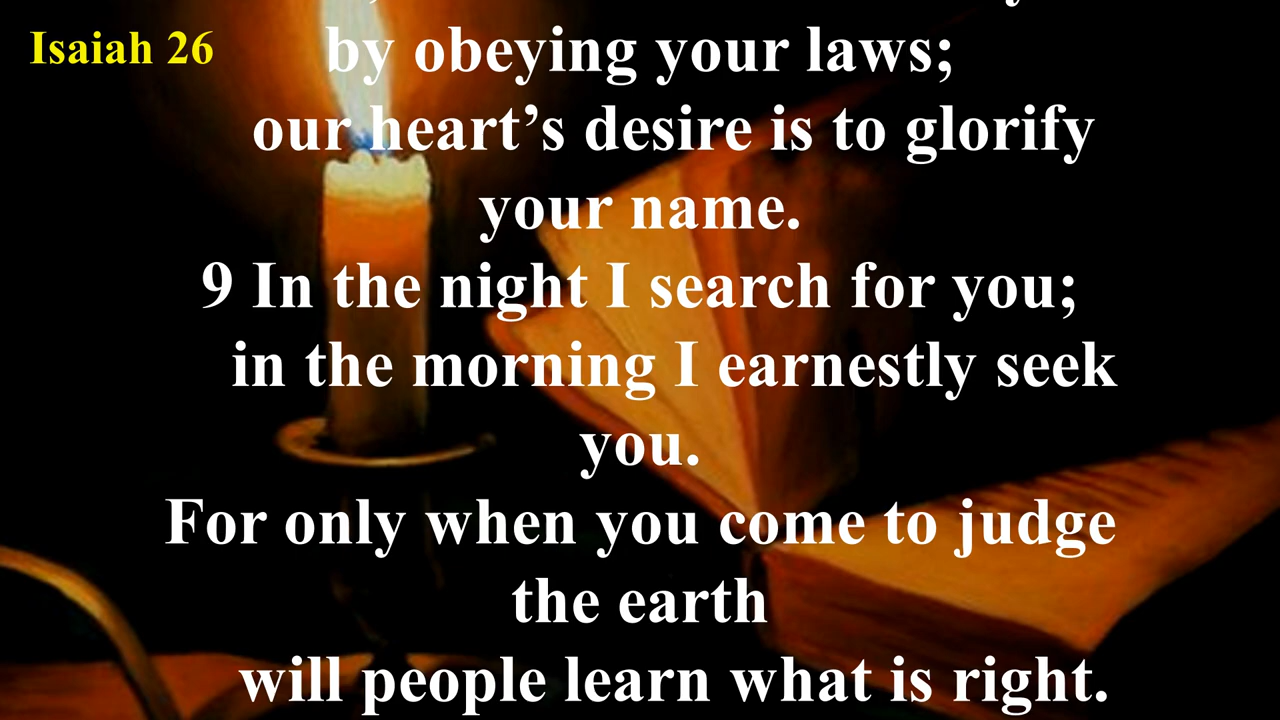 Isaiah 26
by obeying your laws;
our heart’s desire is to glorify
your name.
9 In the night I search for you;
in the morning I earnestly seek
you.
For only when you come to judge
the earth
will people learn what is right.